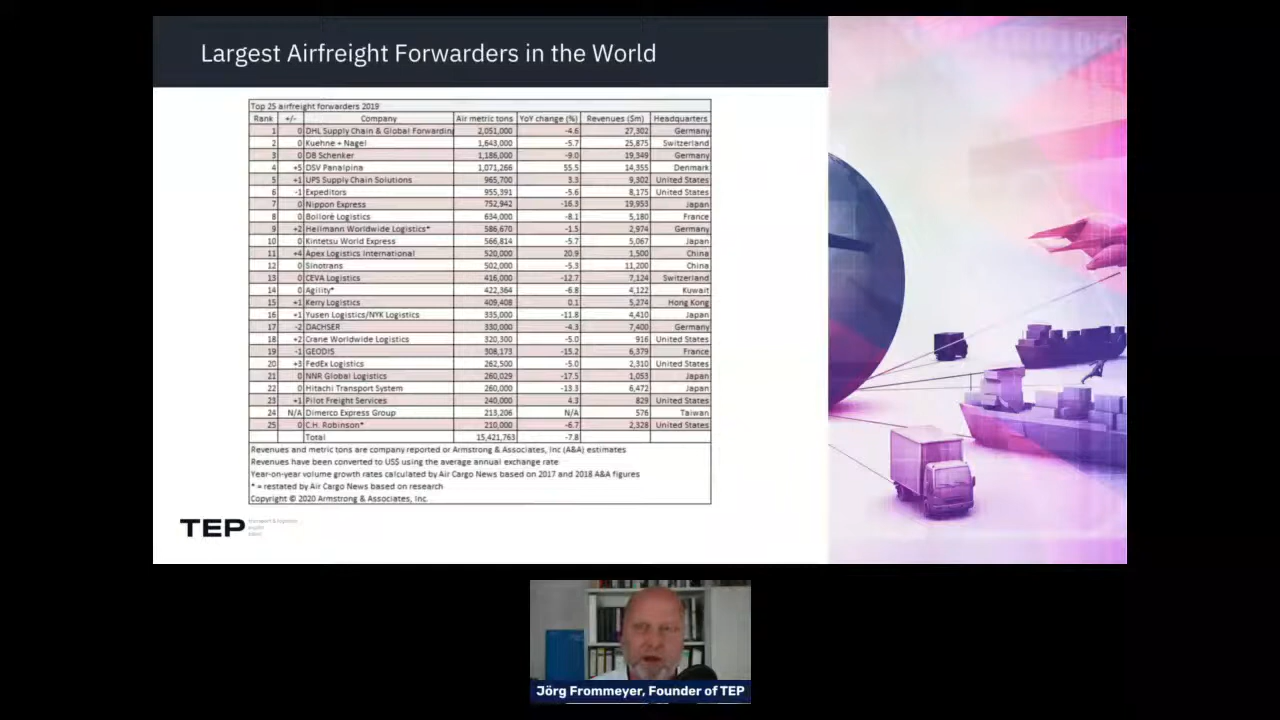 Largest Airfreight Forwarders in the World
Top 25 airfreight forwarders 2019
Rank +/- Company Air metric tons YoY change (%) Revenues ($m) Headquarters
1 0 DHL Supply Chain & Global Forwarding 2,051,000 -4.6 27,302 Germany
2 0 Kuehne + Nagel 1,643,000 -5.7 25,875 Switzerland
3 0 DB Schenker 1,186,000 -9.0 19,349 Germany
4 +5 DSV Panalpina 1,071,266 55.5 14,355 Denmark
5 +1 UPS Supply Chain Solutions 965,700 3.3 9,302 United States
6 -1 Expeditors 955,391 -5.6 8,175 United States
7 0 Nippon Express 752,942 -16.3 19,953 Japan
8 0 Bolloré Logistics 634,000 -8.1 5,180 France
9 +2 Hellmann Worldwide Logistics* 586,670 -1.5 2,974 Germany
10 0 Kintetsu World Express 566,814 -5.7 5,067 Japan
11 +4 Apex Logistics International 520,000 20.9 1,500 China
12 0 Sinotrans 502,000 -5.3 11,200 China
13 0 CEVA Logistics 416,000 -12.7 7,124 Switzerland
14 0 Agility* 422,364 -6.8 4,122 Kuwait
15 +1 Kerry Logistics 409,408 0.1 5,274 Hong Kong
16 +1 Yusen Logistics/NYK Logistics 335,000 -11.8 4,410 Japan
17 -2 DACHSER 330,000 -4.3 7,400 Germany
18 +2 Crane Worldwide Logistics 320,300 -5.0 916 United States
19 -1 GEODIS 308,173 -15.2 6,379 France
20 +3 FedEx Logistics 262,500 -5.0 2,310 United States
21 0 NNR Global Logistics 260,029 -17.5 1,053 Japan
22 0 Hitachi Transport System 260,000 -13.3 6,472 Japan
23 +1 Pilot Freight Services 240,000 4.3 829 United States
24 N/A Dimerco Express Group 213,206 N/A 576 Taiwan
25 0 C.H. Robinson* 210,000 -6.7 2,328 United States
Total 15,421,763 -7.8
Revenues and metric tons are company reported or Armstrong & Associates, Inc (A&A) estimates
Revenues have been converted to US$ using the average annual exchange rate
Year-on-year volume growth rates calculated by Air Cargo News based on 2017 and 2018 A&A figures
* = restated by Air Cargo News based on research
Copyright © 2020 Armstrong & Associates, Inc.
TEP
Jörg Frommeyer, Founder of TEP